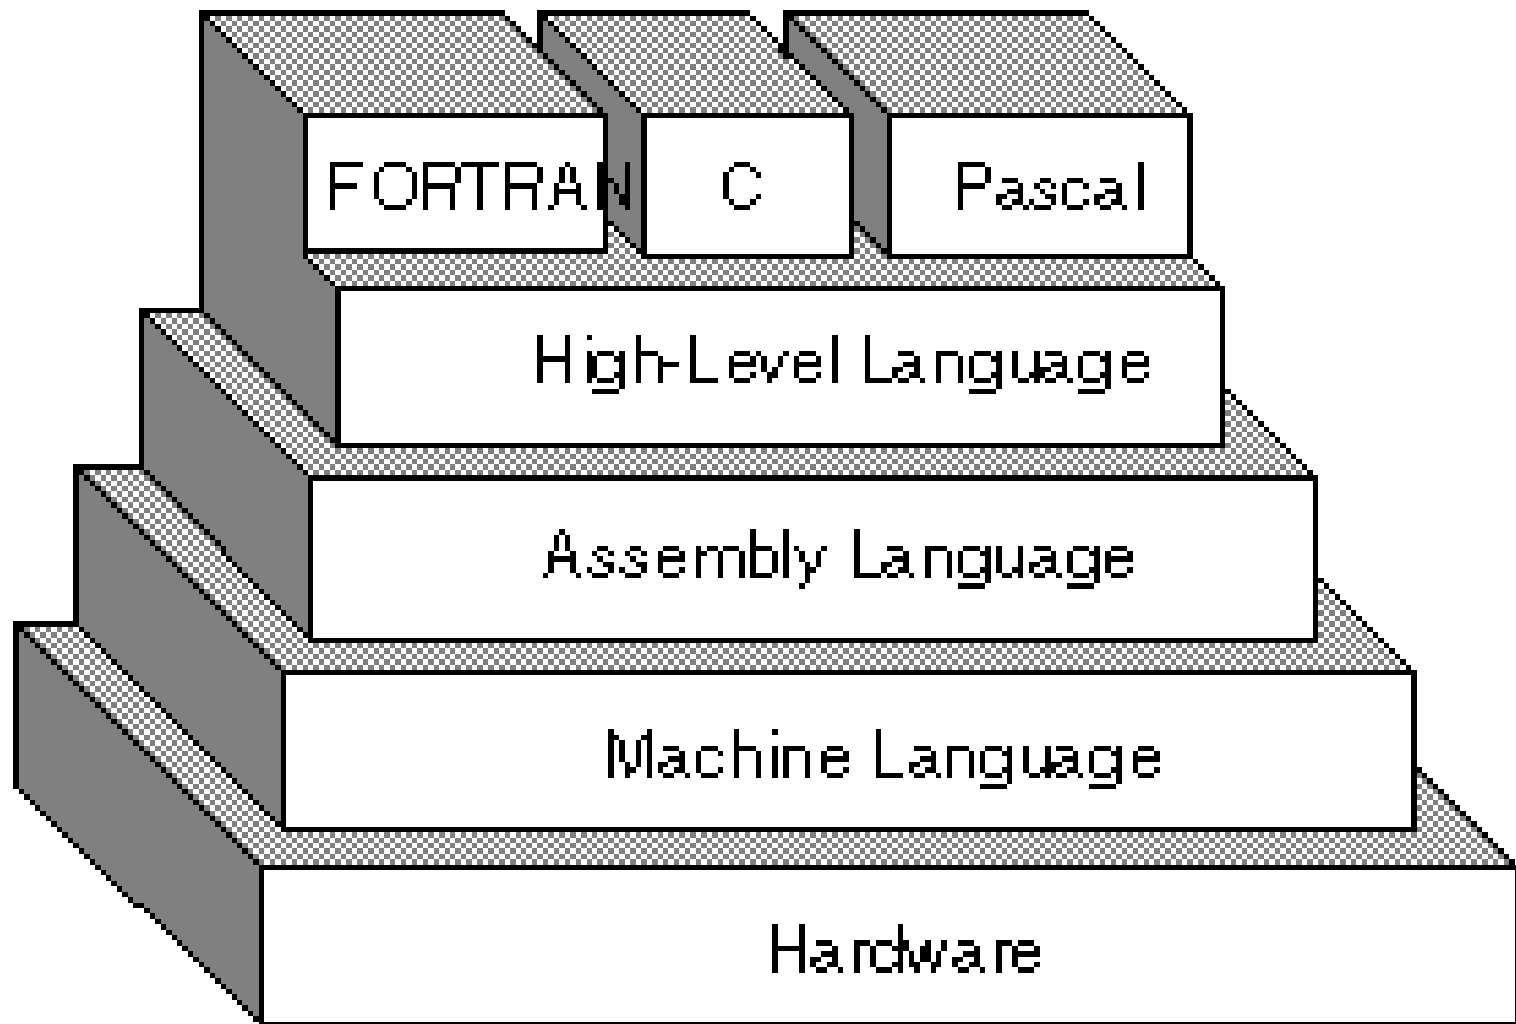 FORTRAN C Pascal
High-Level Language
Assembly Language
Machine Language
Hardware